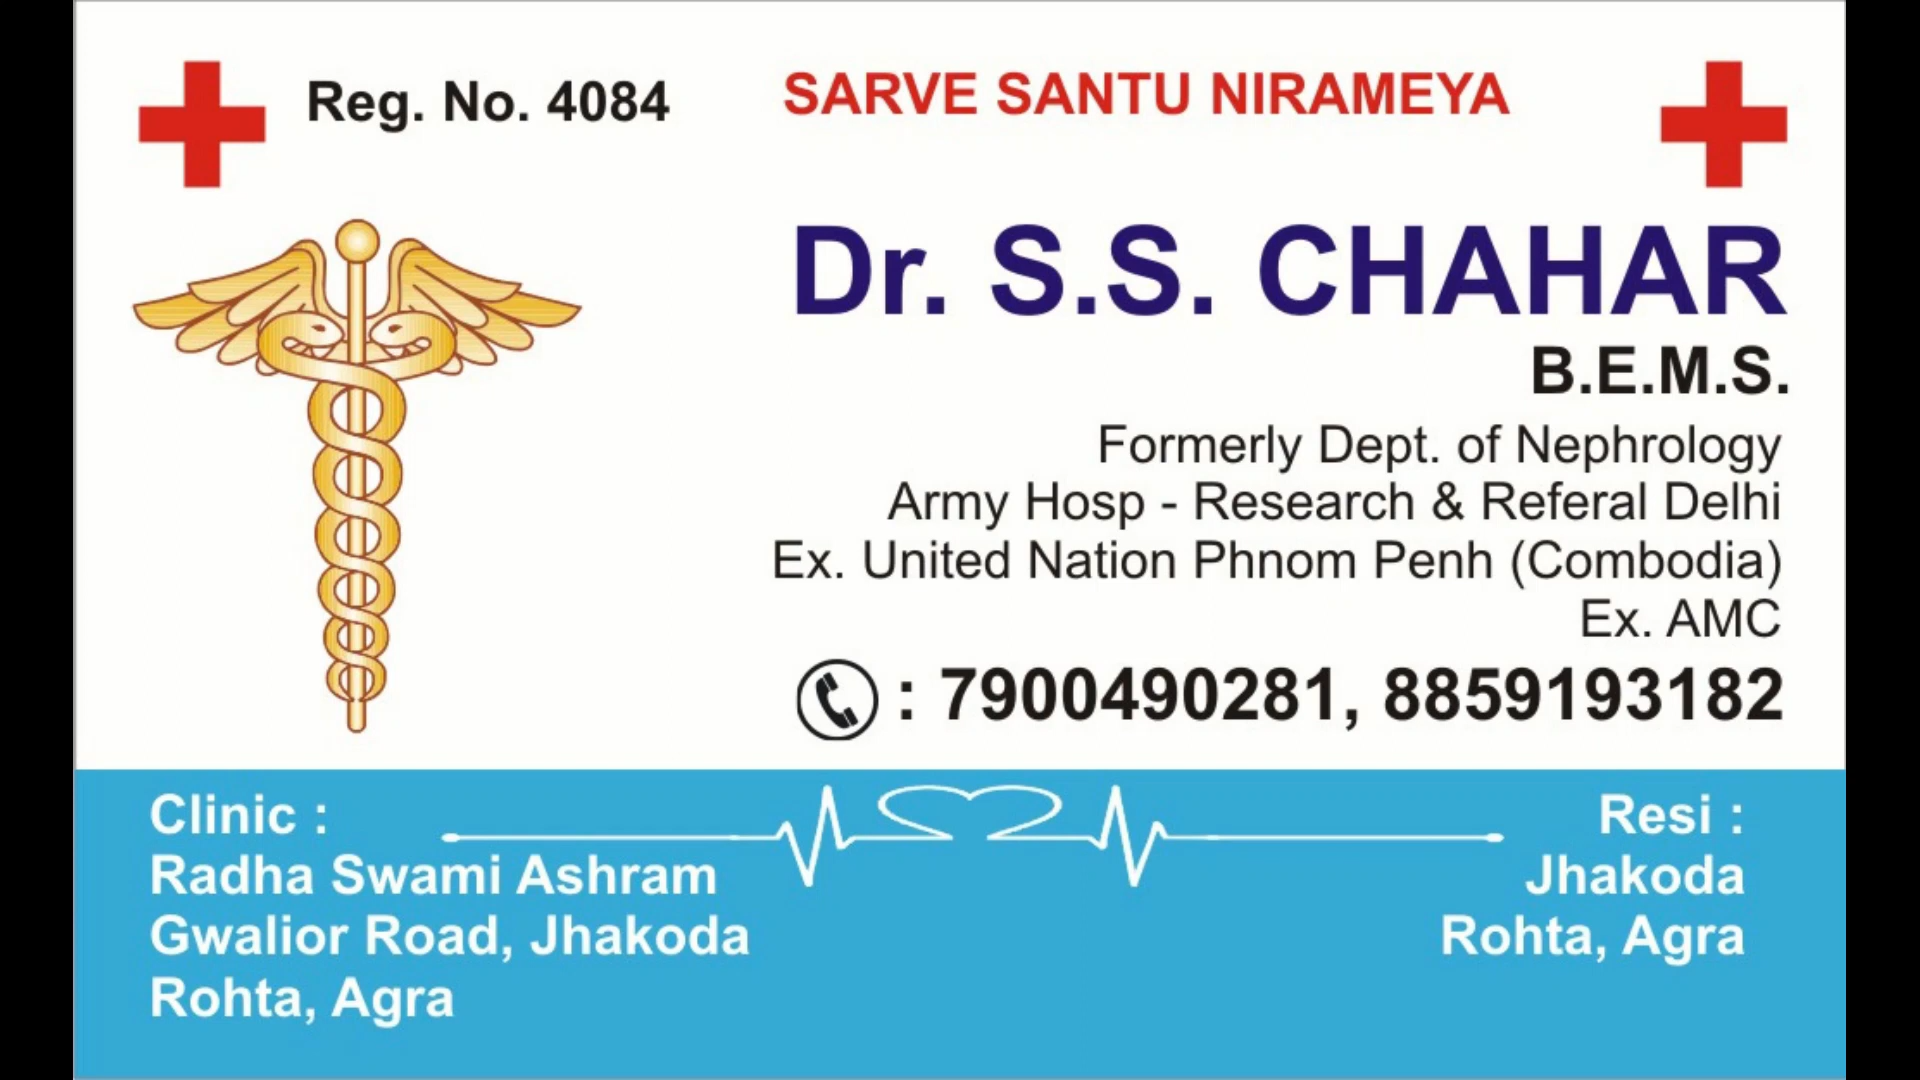 Reg. No. 4084
SARVE SANTU NIRAMEYA
Dr. S.S. CHAHAR
B.E.M.S.
Formerly Dept. of Nephrology
Army Hosp - Research & Referal Delhi
Ex. United Nation Phnom Penh (Combodia)
Ex. AMC
: 7900490281, 8859193182
Clinic :
Radha Swami Ashram
Gwalior Road, Jhakoda
Rohta, Agra
Resi :
Jhakoda
Rohta, Agra